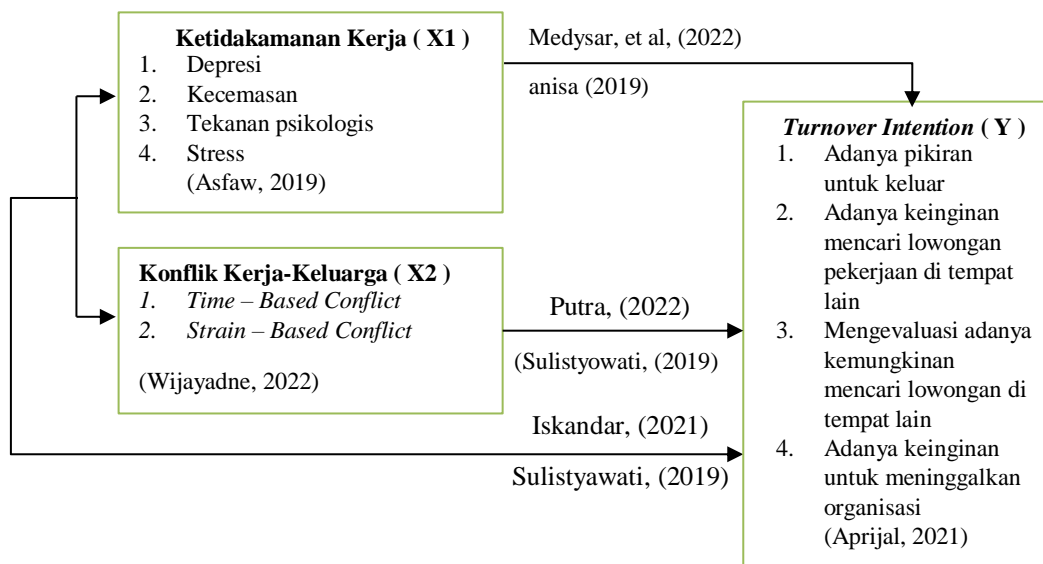 Ketidakamanan Kerja ( X1 )
1. Depresi
2. Kecemasan
3. Tekanan psikologis
4. Stress
(Asfaw, 2019)
Medysar, et al, (2022)
anisa (2019)
Konflik Kerja-Keluarga ( X2 )
1. Time – Based Conflict
2. Strain – Based Conflict
(Wijayadne, 2022)
Putra, (2022)
(Sulistyowati, (2019)
Iskandar, (2021)
Sulistyawati, (2019)
Turnover Intention ( Y )
1. Adanya pikiran
untuk keluar
2. Adanya keinginan
mencari lowongan
pekerjaan di tempat
lain
3. Mengevaluasi adanya
kemungkinan
mencari lowongan di
tempat lain
4. Adanya keinginan
untuk meninggalkan
organisasi
(Aprijal, 2021)